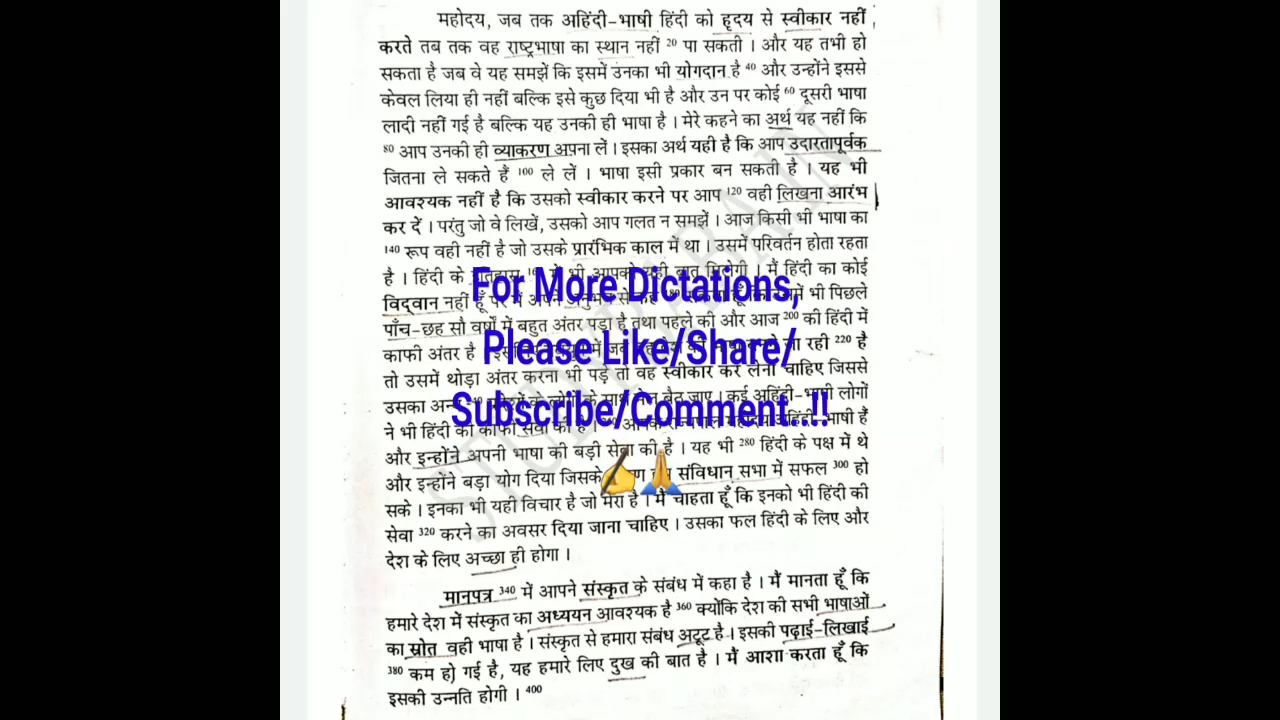 महोदय, जब तक अहिंदी-भाषी हिंदी को हृदय से स्वीकार नहीं
करते तब तक वह राष्ट्रभाषा का स्थान नहीं 20 पा सकती । और यह तभी हो
सकता है जब वे यह समझें कि इसमें उनका भी योगदान है 40 और उन्होंने इससे
केवल लिया ही नहीं बल्कि इसे कुछ दिया भी है और उन पर कोई 60 दूसरी भाषा
लादी नहीं गई है बल्कि यह उनकी ही भाषा है । मेरे कहने का अर्थ यह नहीं कि
80 आप उनकी ही व्याकरण अपना लें । इसका अर्थ यही है कि आप उदारतापूर्वक
जितना ले सकते हैं 100 ले लें । भाषा इसी प्रकार बन सकती है । यह भी
आवश्यक नहीं है कि उसको स्वीकार करने पर आप 120 वही लिखना आरंभ
कर दें । परंतु जो वे लिखें, उसको आप गलत न समझें । आज किसी भी भाषा का
140 रूप वही नहीं है जो उसके प्रारंभिक काल में था । उसमें परिवर्तन होता रहता
है । हिंदी के इतिहास भी आपको यही बात मिलेगी । मैं हिंदी का कोई
For More Dictations,
विद्वान नहीं हूँ पर में भी पिछले
पाँच-छह सौ वर्षों में बहुत अंतर पड़ा है तथा पहले की और आज 200 की हिंदी में
Please Like/Share/
काफी अंतर है । जा रही 220 है
तो उसमें थोड़ा अंतर करना भी पड़े तो वह स्वीकार कर लेना चाहिए जिससे
उसका बैठ जाए । कई अहिंदी-भाषी लोगों
Subscribe/Comment..!!
ने भी हिंदी की काफी सेवा की है । भाषी हैं
और इन्होंने अपनी भाषा की बड़ी सेवा की है । यह भी 280 हिंदी के पक्ष में थे
और इन्होंने बड़ा योग दिया जिसके संविधान सभा में सफल 300 हो
सके । इनका भी यही विचार है जो मेरा है । मैं चाहता हूँ कि इनको भी हिंदी की
सेवा 320 करने का अवसर दिया जाना चाहिए । उसका फल हिंदी के लिए और
देश के लिए अच्छा ही होगा ।
मानपत्र 340 में आपने संस्कृत के संबंध में कहा है । मैं मानता हूँ कि
हमारे देश में संस्कृत का अध्ययन आवश्यक है 360 क्योंकि देश की सभी भाषाओं
का स्रोत वही भाषा है । संस्कृत से हमारा संबंध अटूट है । इसकी पढ़ाई-लिखाई
380 कम हो गई है, यह हमारे लिए दुख की बात है । मैं आशा करता हूँ कि
इसकी उन्नति होगी । 400